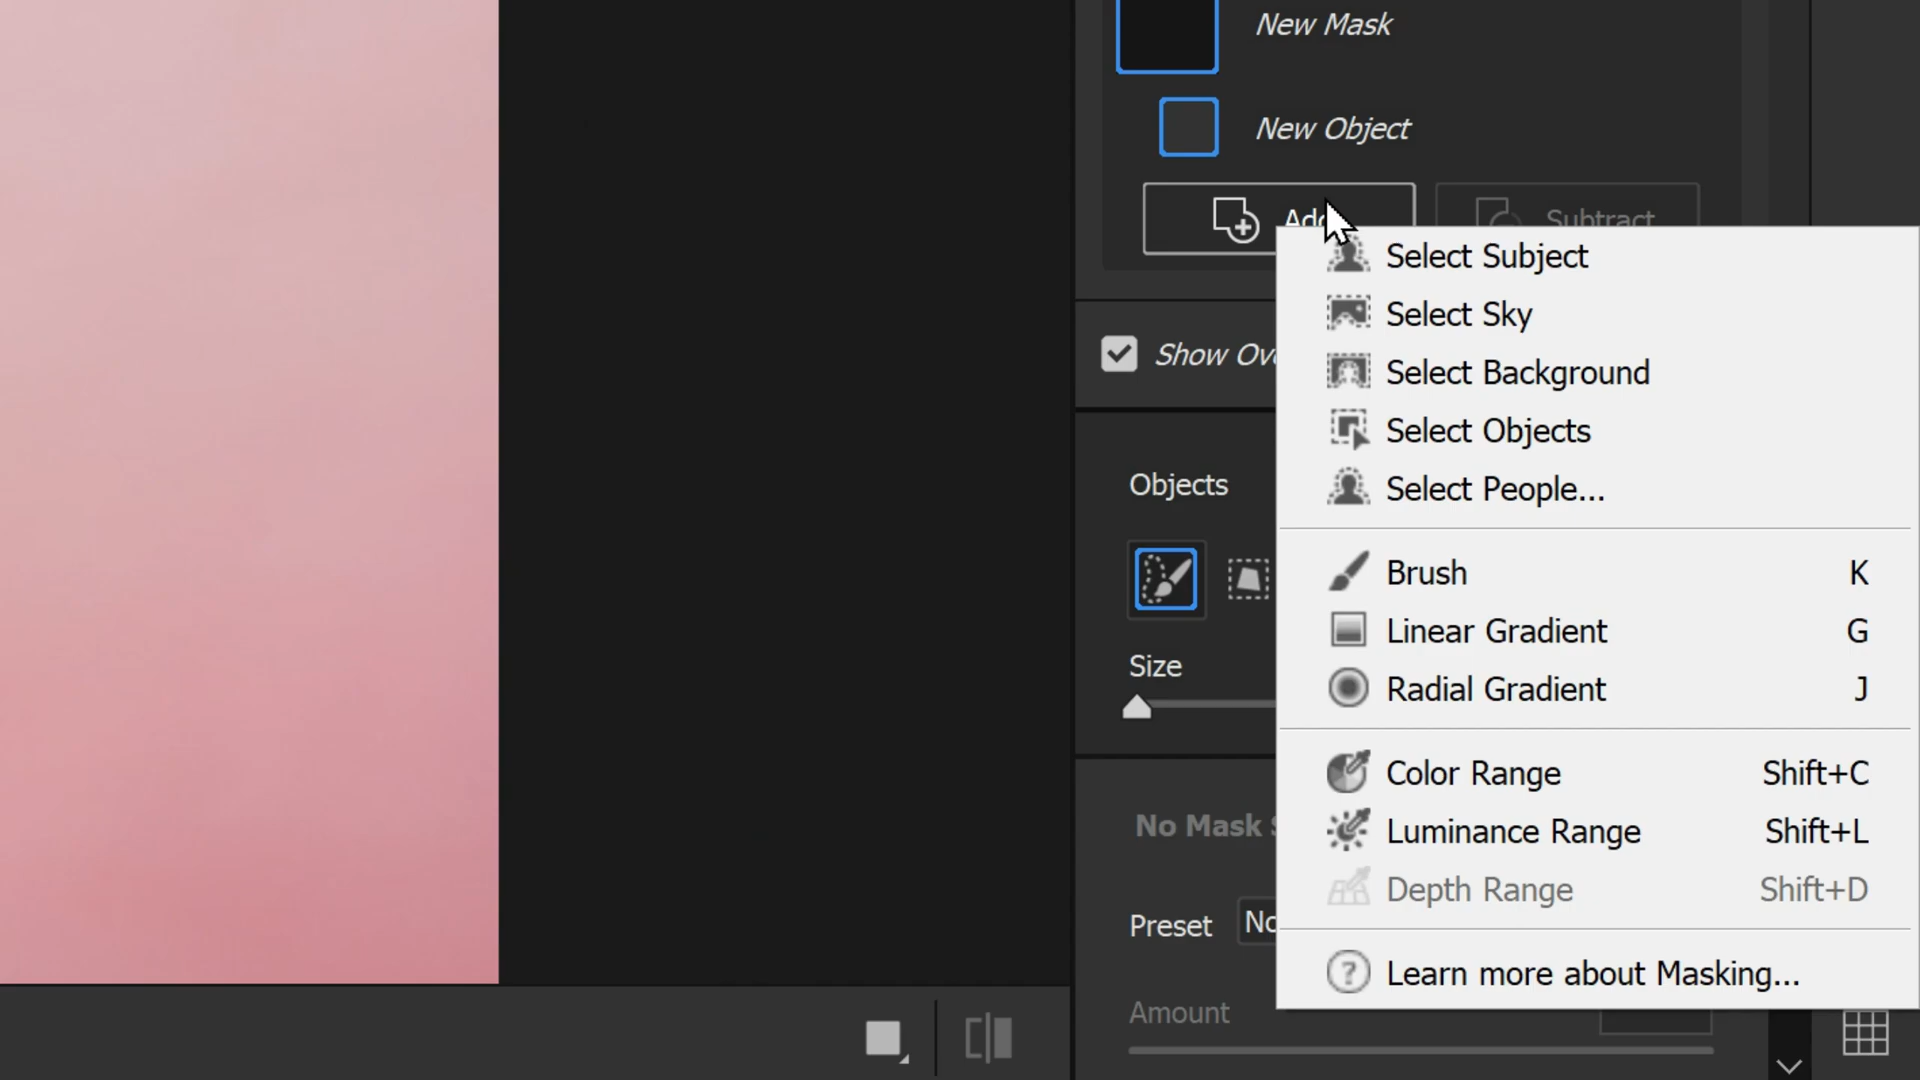 New Mask
New Object
Add
Subtract
Select Subject
Select Sky
Show
Select Background
Select Objects
Objects
Select People...
Brush K
Linear Gradient G
Size
Radial Gradient J
Color Range Shift+C
No Mask
Luminance Range Shift+L
Depth Range Shift+D
Preset
Learn more about Masking...
Amount